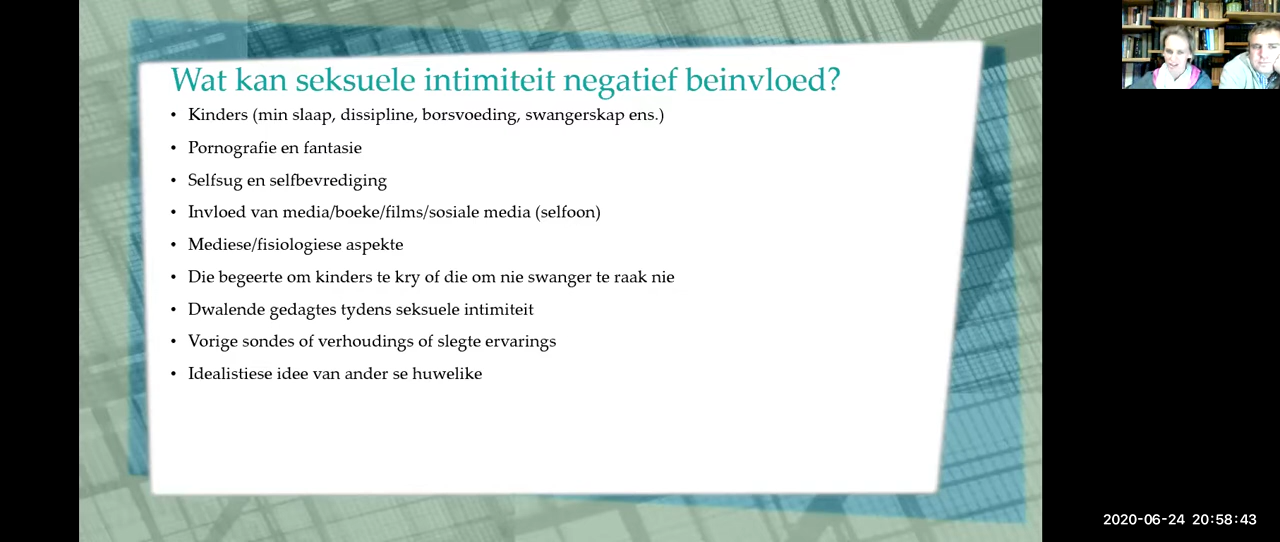 Wat kan seksuele intimiteit negatief beinvloed?
• Kinders (min slaap, dissipline, borsvoeding, swangerskap ens.)
• Pornografie en fantasie
• Selfsug en selfbevrediging
• Invloed van media/boeke/films/sosiale media (selfoon)
• Mediese/fisiologiese aspekte
• Die begeerte om kinders te kry of die om nie swanger te raak nie
• Dwalende gedagtes tydens seksuele intimiteit
• Vorige sondes of verhoudings of slegte ervarings
• Idealistiese idee van ander se huwelike
2020-06-24 20:58:43